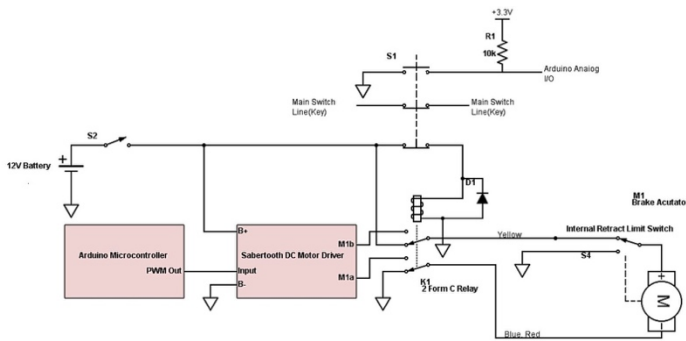 +3.3V
R1
10k
S1
Arduino Analog
I/O
Main Switch
Line(Key)
Main Switch
Line(Key)
S2
12V Battery
+
D1
M1
Brake Acutato
B+
M1b
Yellow
Internal Retract Limit Switch
Arduino Microcontroller
Sabertooth DC Motor Driver
S4
PWM Out
Input
M1a
B-
K1
2 Form C Relay
+
M
-
Blue, Red